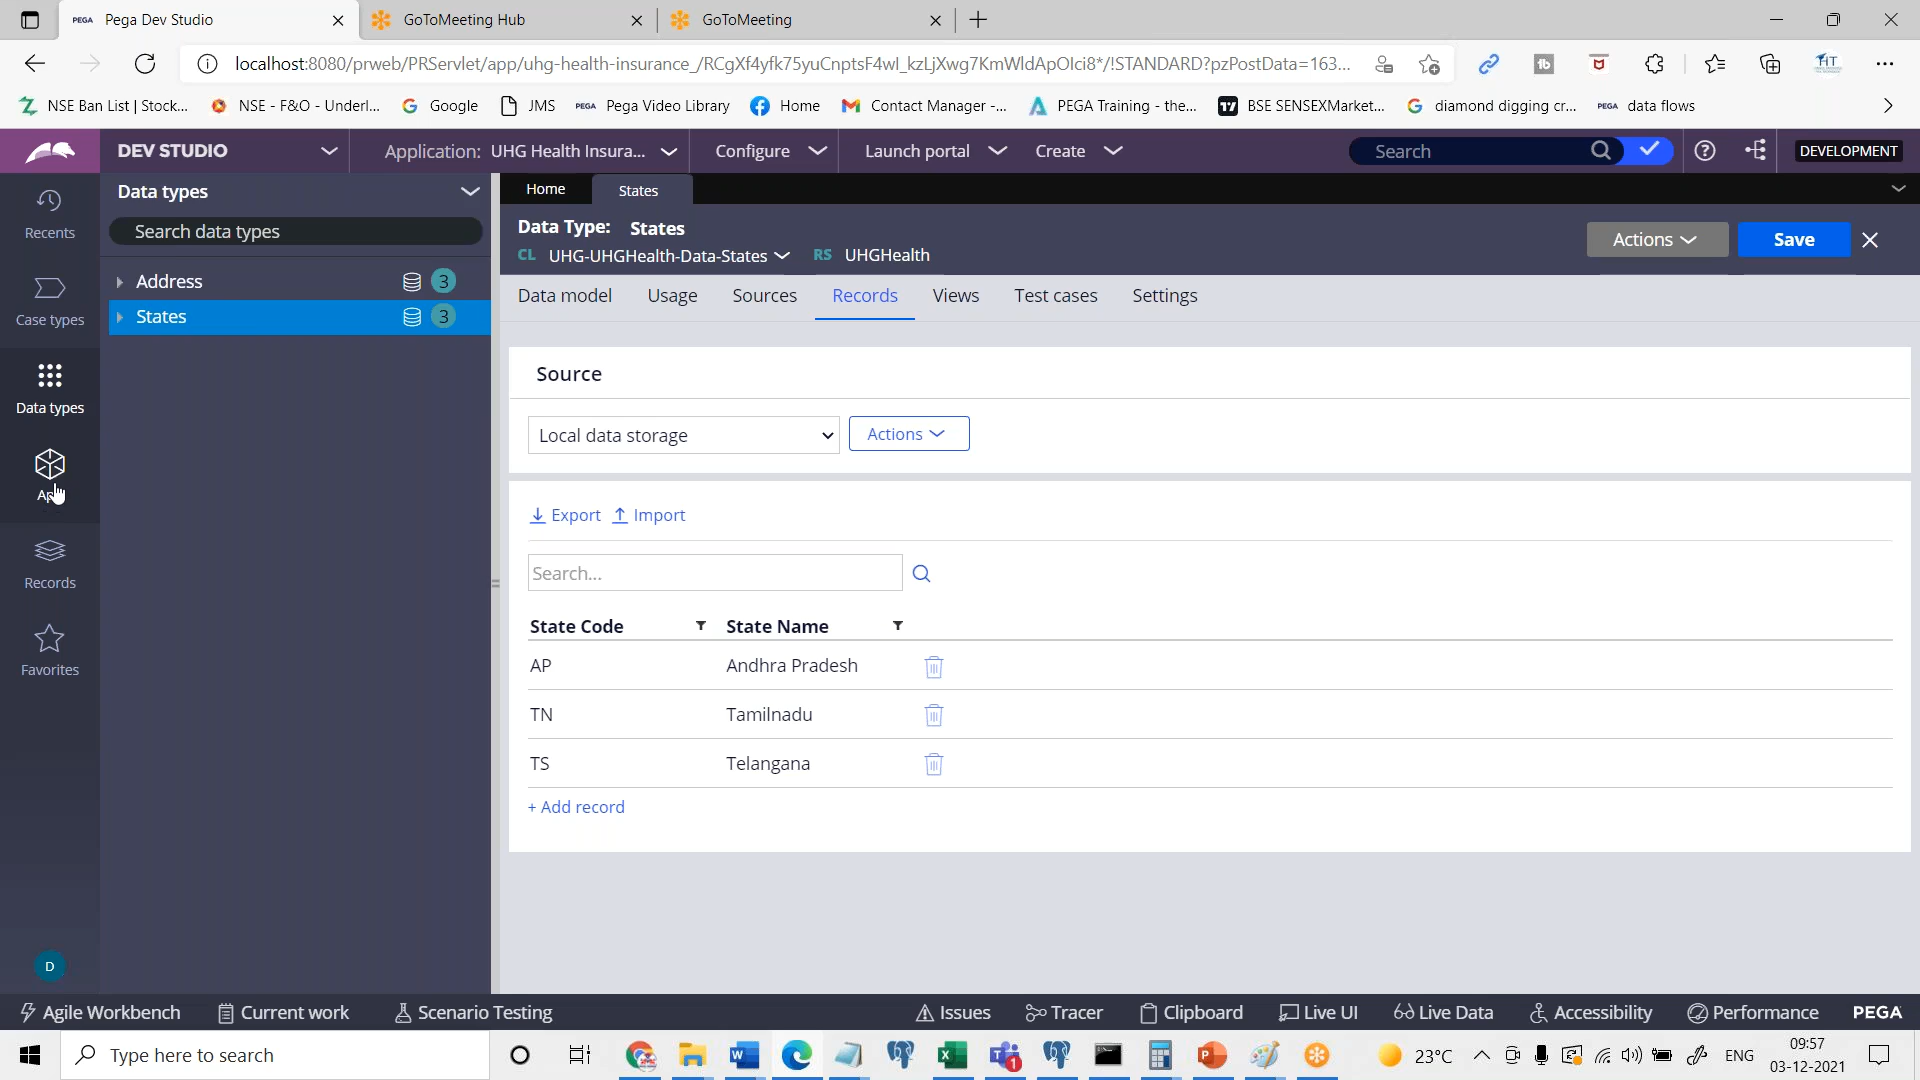 PEGA Pega Dev Studio
GoToMeeting Hub
GoToMeeting
localhost:8080/prweb/PRServlet/app/uhg-health-insurance_/RCgXf4yfk75yuCnptsF4wl_kzLjXwg7KmWldApOIci8*/!STANDARD?pzPostData=163...
NSE Ban List | Stock...
NSE - F&O - Underl...
Google
JMS
PEGA Pega Video Library
Home
Contact Manager -...
PEGA Training - the...
BSE SENSEXMarket...
diamond digging cr...
PEGA data flows
DEV STUDIO
Application: UHG Health Insura...
Configure
Launch portal
Create
Search
DEVELOPMENT
Recents
Case types
Data types
Records
Favorites
D
Data types
Search data types
Address 3
States 3
Home
States
Data Type: States
CL UHG-UHGHealth-Data-States RS UHGHealth
Actions
Save
Data model
Usage
Sources
Records
Views
Test cases
Settings
Source
Local data storage
Actions
Export
Import
Search...
State Code State Name
AP Andhra Pradesh
TN Tamilnadu
TS Telangana
+ Add record
Agile Workbench
Current work
Scenario Testing
Issues
Tracer
Clipboard
Live UI
Live Data
Accessibility
Performance
PEGA
Type here to search
23°C
ENG
09:57
03-12-2021